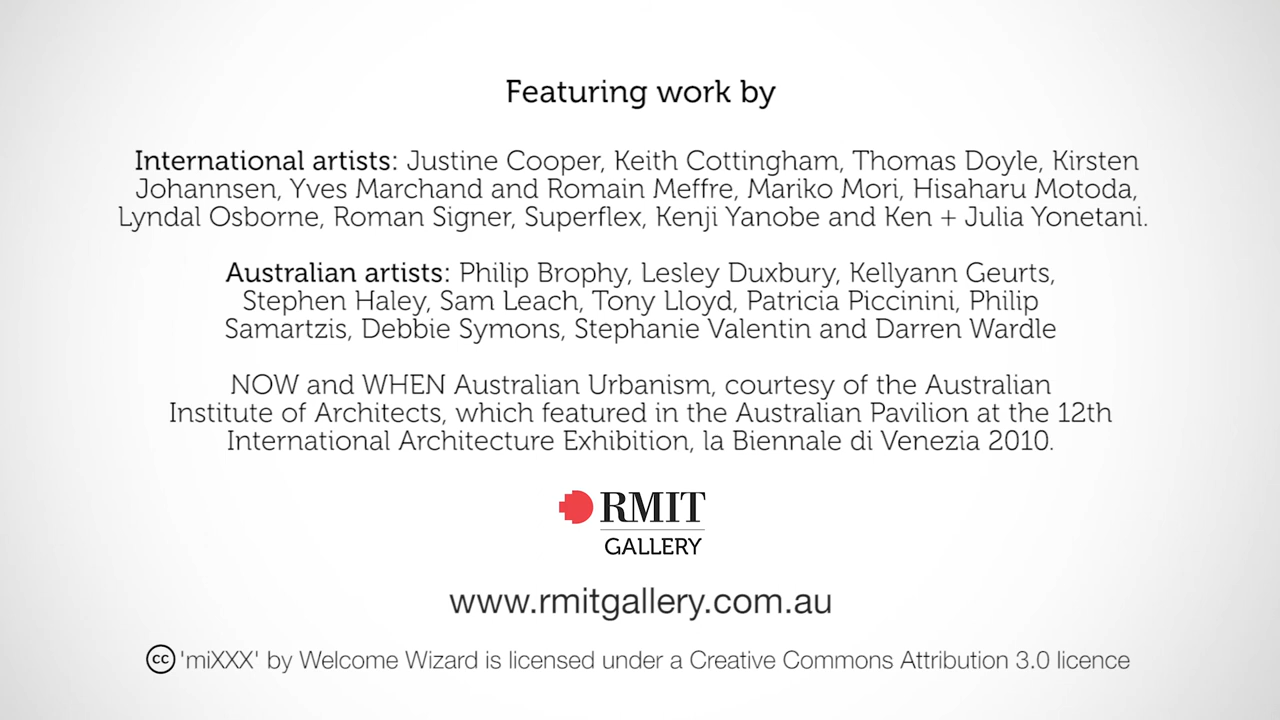 Featuring work by
International artists: Justine Cooper, Keith Cottingham, Thomas Doyle, Kirsten
Johannsen, Yves Marchand and Romain Meffre, Mariko Mori, Hisaharu Motoda,
Lyndal Osborne, Roman Signer, Superflex, Kenji Yanobe and Ken + Julia Yonetani.
Australian artists: Philip Brophy, Lesley Duxbury, Kellyann Geurts,
Stephen Haley, Sam Leach, Tony Lloyd, Patricia Piccinini, Philip
Samartzis, Debbie Symons, Stephanie Valentin and Darren Wardle
NOW and WHEN Australian Urbanism, courtesy of the Australian
Institute of Architects, which featured in the Australian Pavilion at the 12th
International Architecture Exhibition, la Biennale di Venezia 2010.
RMIT
GALLERY
www.rmitgallery.com.au
cc 'miXXX' by Welcome Wizard is licensed under a Creative Commons Attribution 3.0 licence